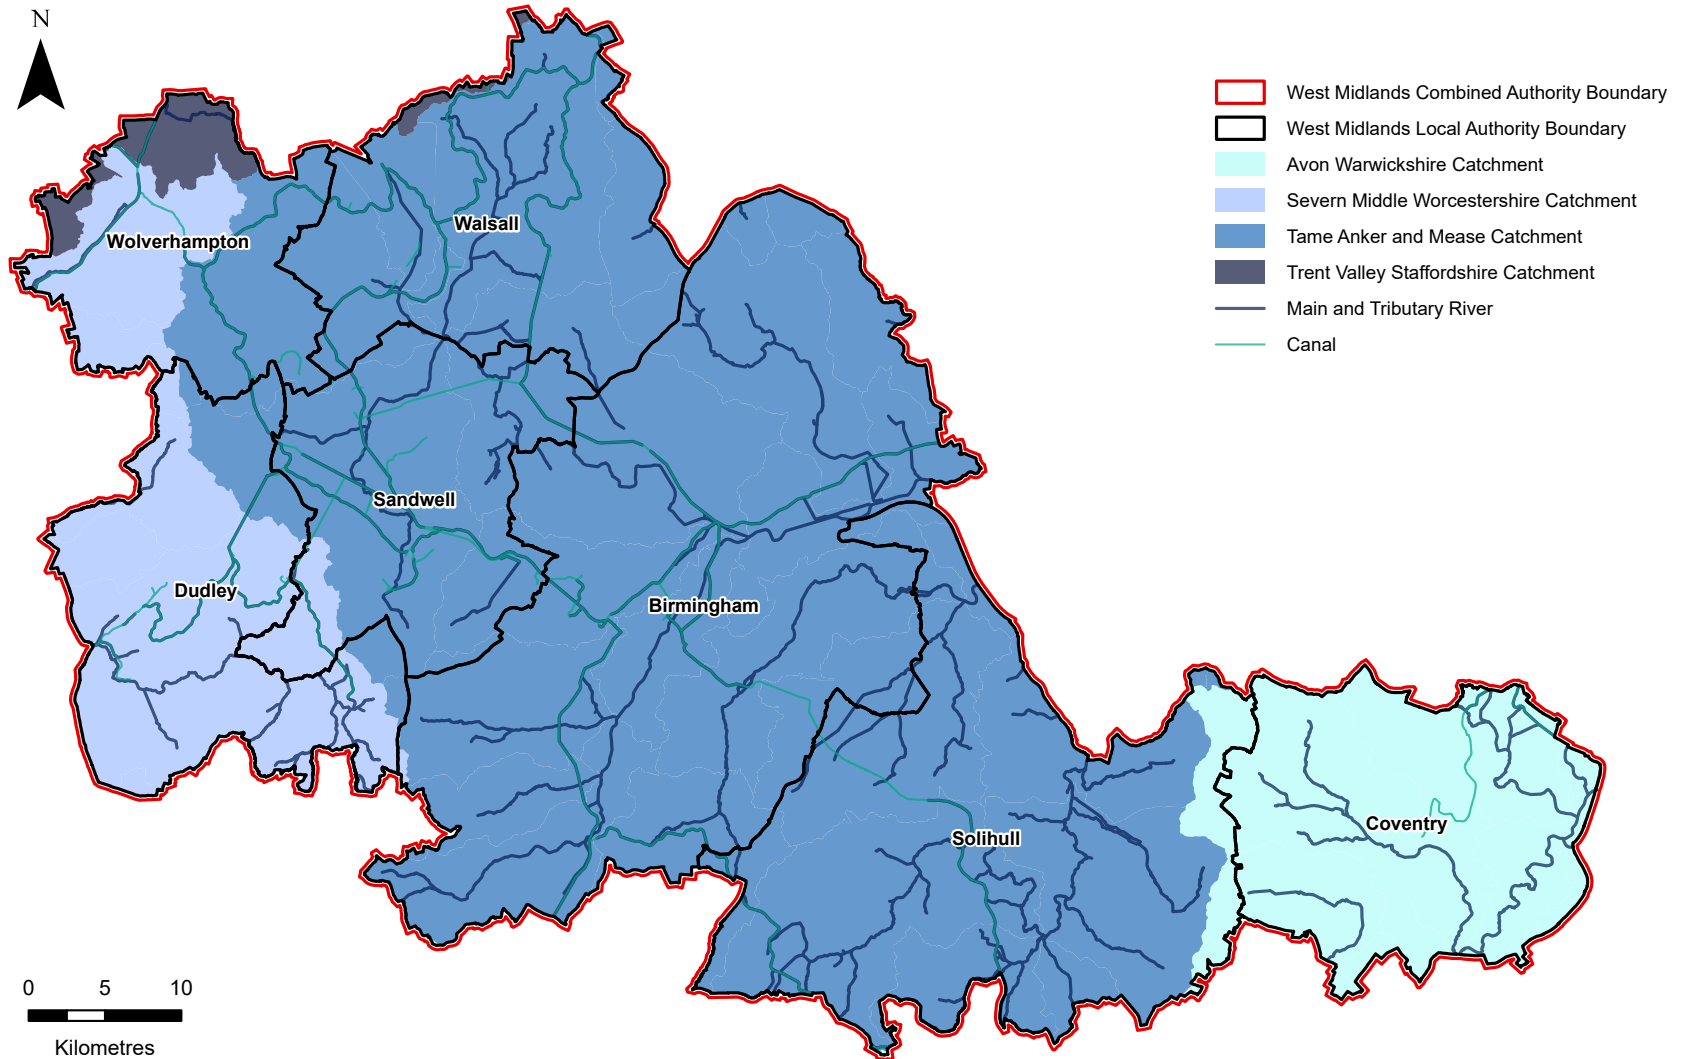 N
West Midlands Combined Authority Boundary
West Midlands Local Authority Boundary
Avon Warwickshire Catchment
Severn Middle Worcestershire Catchment
Tame Anker and Mease Catchment
Trent Valley Staffordshire Catchment
Main and Tributary River
Canal
Walsall
Wolverhampton
Sandwell
Dudley
Birmingham
Coventry
Solihull
0 5 10
Kilometres